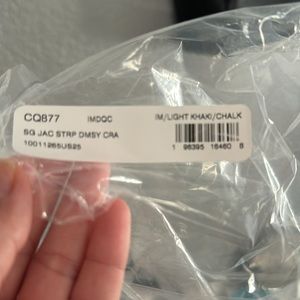 CQ877 IMDQC IM/LIGHT KHAKI/CHALK
SG JAC STRP DMSY CRA
10011265US25
1 96395 16460 8